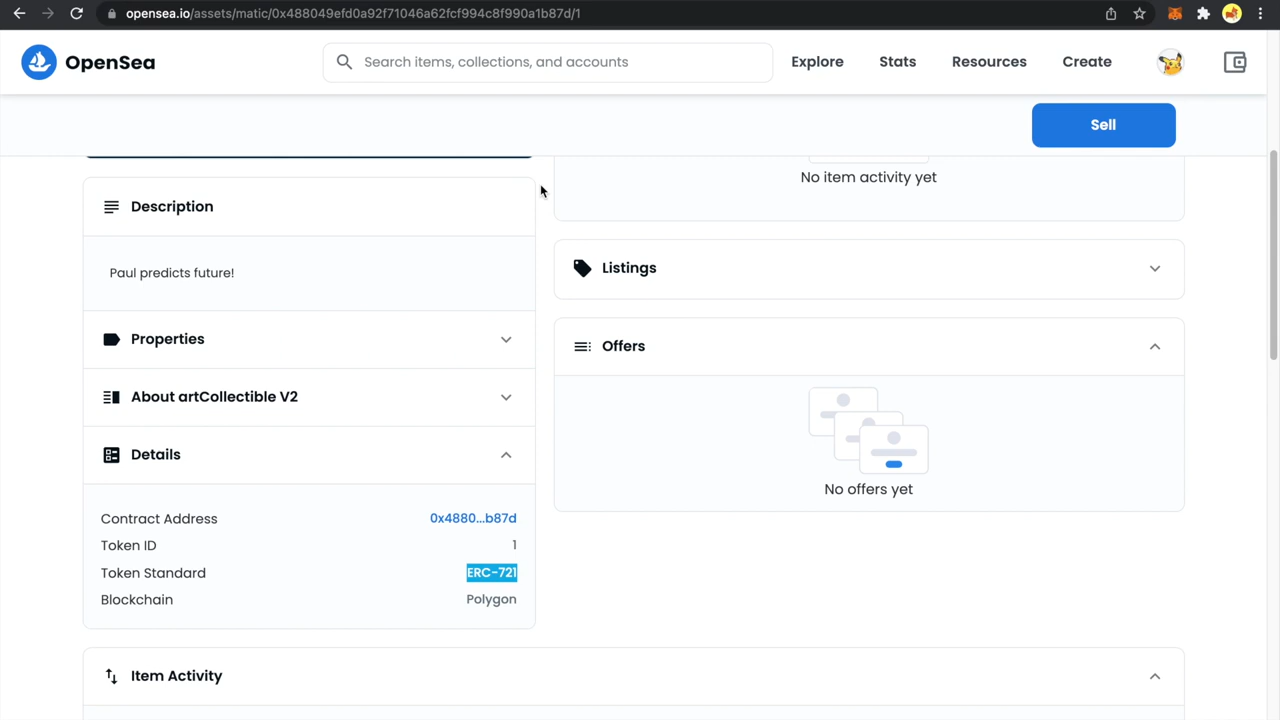 opensea.io/assets/matic/0x488049efd0a92f71046a62fcf994c8f990a1b87d/1
OpenSea
Search items, collections, and accounts
Explore
Stats
Resources
Create
Sell
No item activity yet
Description
Paul predicts future!
Properties
About artCollectible V2
Details
Contract Address 0x4880...b87d
Token ID 1
Token Standard ERC-721
Blockchain Polygon
Listings
Offers
No offers yet
Item Activity